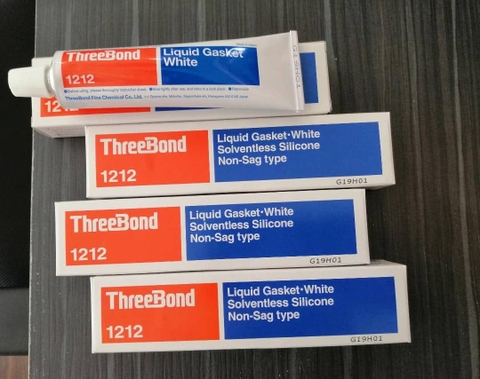 ThreeBond
1212
Liquid Gasket
White
ThreeBond Fine Chemical Co., Ltd.
G19H01
ThreeBond
1212
Liquid Gasket·White
Solventless Silicone
Non-Sag type
G19H01
ThreeBond
1212
Liquid Gasket·White
Solventless Silicone
Non-Sag type
G19H01
ThreeBond
1212
Liquid Gasket·White
Solventless Silicone
Non-Sag type
G19H01